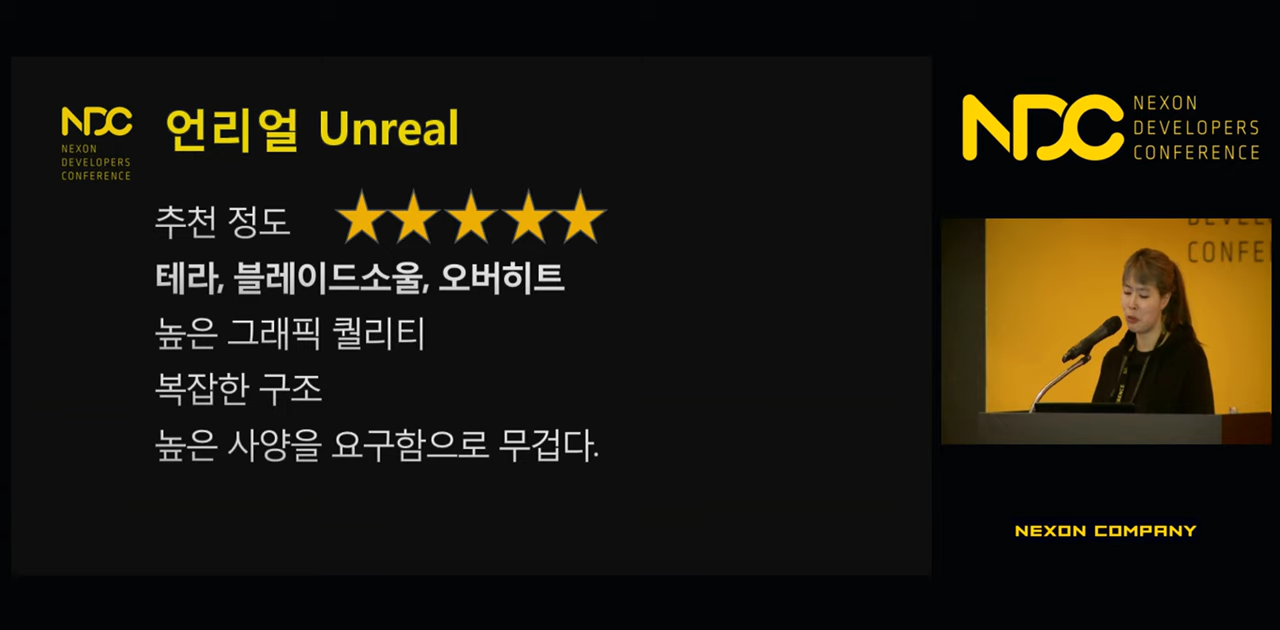 NDC
NEXON
DEVELOPERS
CONFERENCE
언리얼 Unreal
추천 정도 ★★★★★
테라, 블레이드소울, 오버히트
높은 그래픽 퀄리티
복잡한 구조
높은 사양을 요구함으로 무겁다.
NDC
NEXON
DEVELOPERS
CONFERENCE
CONFE
NEXON COMPANY